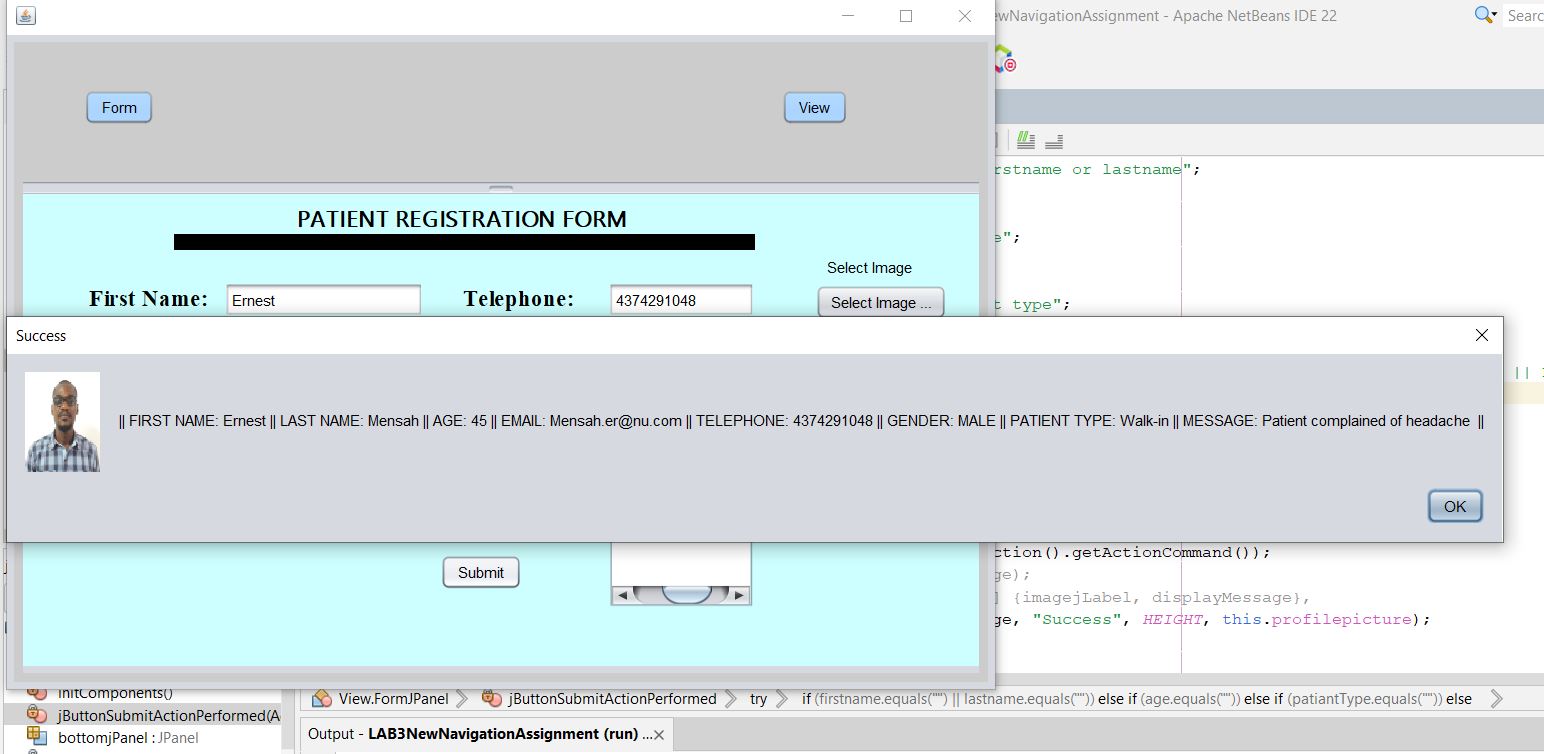 ewNavigationAssignment - Apache NetBeans IDE 22
Searc
Form
View
PATIENT REGISTRATION FORM
Select Image
First Name: Ernest Telephone: 4374291048 Select Image ...
rstname or lastname";
e";
t type";
Success
|| FIRST NAME: Ernest || LAST NAME: Mensah || AGE: 45 || EMAIL: Mensah.er@nu.com || TELEPHONE: 4374291048 || GENDER: MALE || PATIENT TYPE: Walk-in || MESSAGE: Patient complained of headache ||
OK
||
Submit
ction().getActionCommand());
ge);
] {imagejLabel, displayMessage},
ge, "Success", HEIGHT, this.profilepicture);
initComponents()
jButtonSubmitActionPerformed(A
bottomjPanel : JPanel
View.FormJPanel jButtonSubmitActionPerformed try if (firstname.equals("") || lastname.equals("")) else if (age.equals("")) else if (patiantType.equals("")) else
Output - LAB3NewNavigationAssignment (run) ...